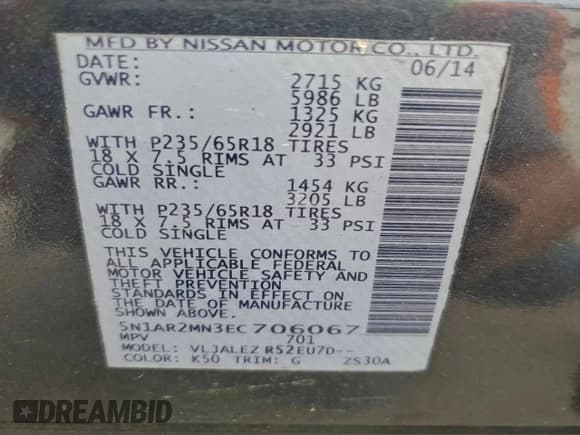 MFD BY NISSAN MOTOR CO., LTD.
DATE: 06/14
GVWR: 2715 KG
5986 LB
GAWR FR.: 1325 KG
2921 LB
WITH P235/65R18 TIRES
18 X 7.5 RIMS AT 33 PSI
COLD SINGLE
GAWR RR.: 1454 KG
3205 LB
WITH P235/65R18 TIRES
18 X 7.5 RIMS AT 33 PSI
COLD SINGLE
THIS VEHICLE CONFORMS TO
ALL APPLICABLE FEDERAL
MOTOR VEHICLE SAFETY AND
THEFT PREVENTION
STANDARDS IN EFFECT ON
THE DATE OF MANUFACTURE
SHOWN ABOVE.
5N1AR2MN3EC706067
MPV 701
MODEL: VLJALEZ R52EU7D--
COLOR: K50 TRIM: G 2S30A
DREAMBID